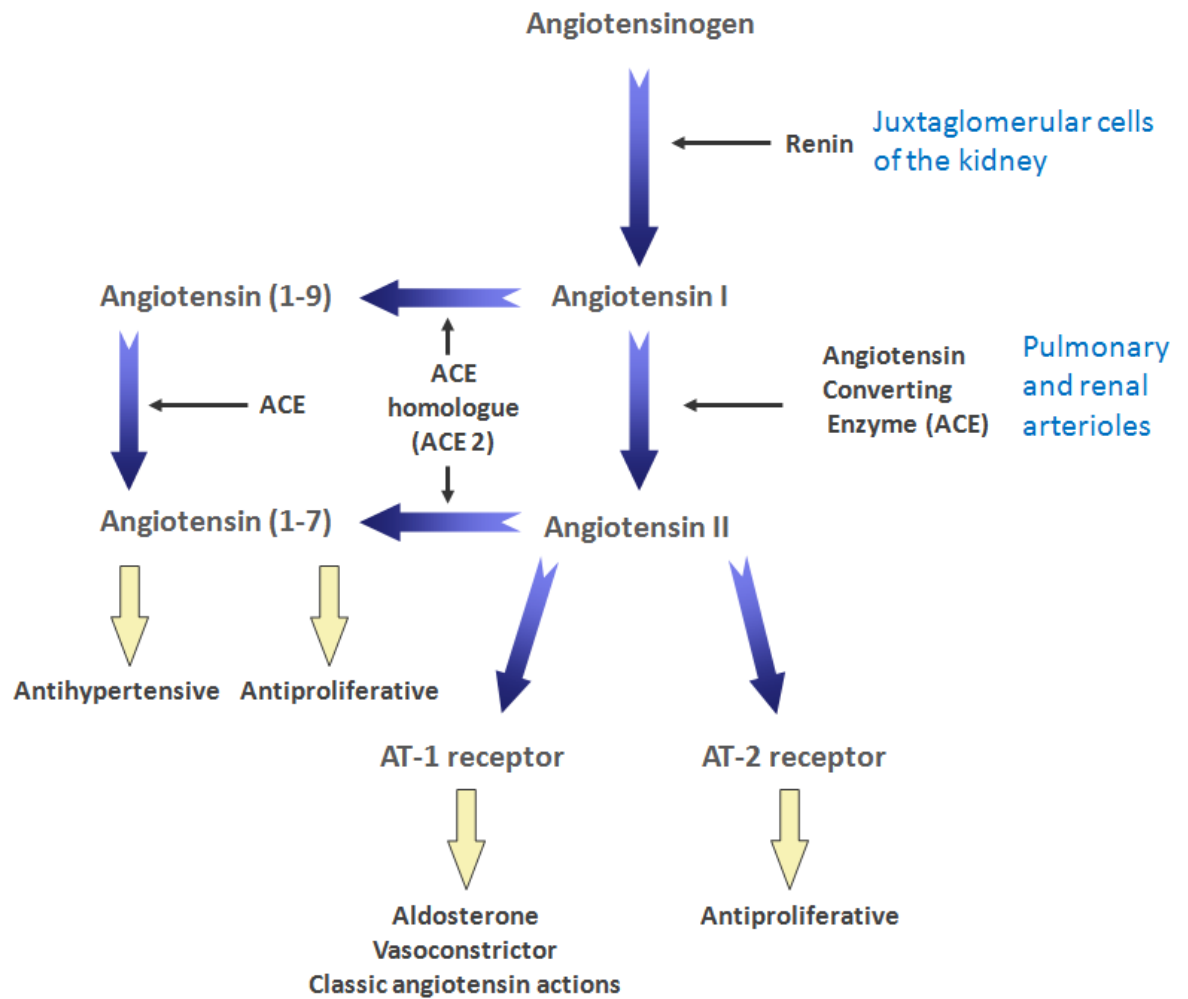 Angiotensinogen
Renin
Juxtaglomerular cells
of the kidney
Angiotensin (1-9)
Angiotensin I
ACE
ACE
homologue
(ACE 2)
Angiotensin
Converting
Enzyme (ACE)
Pulmonary
and renal
arterioles
Angiotensin (1-7)
Angiotensin II
Antihypertensive
Antiproliferative
AT-1 receptor
AT-2 receptor
Aldosterone
Vasoconstrictor
Classic angiotensin actions
Antiproliferative